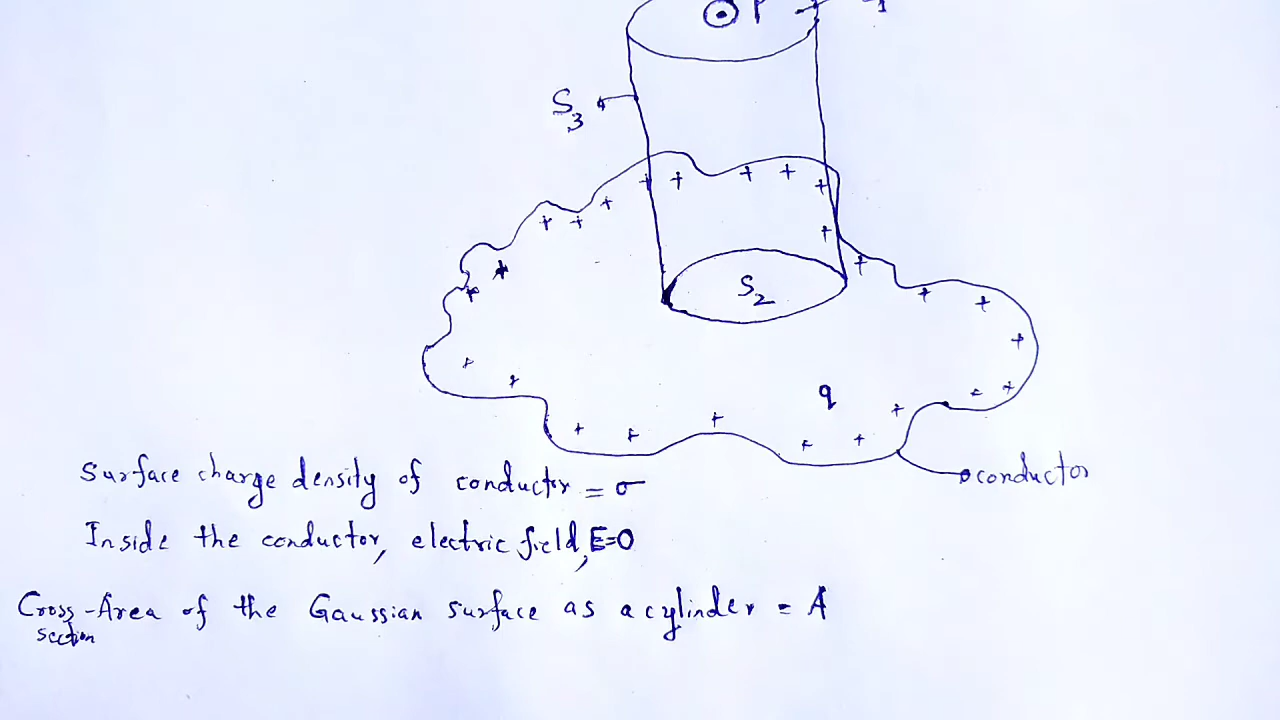 S3
S2
q
conductor
Surface charge density of conductor = σ
Inside the conductor, electric field, E=0
Cross-Area of the Gaussian surface as a cylinder = A
section